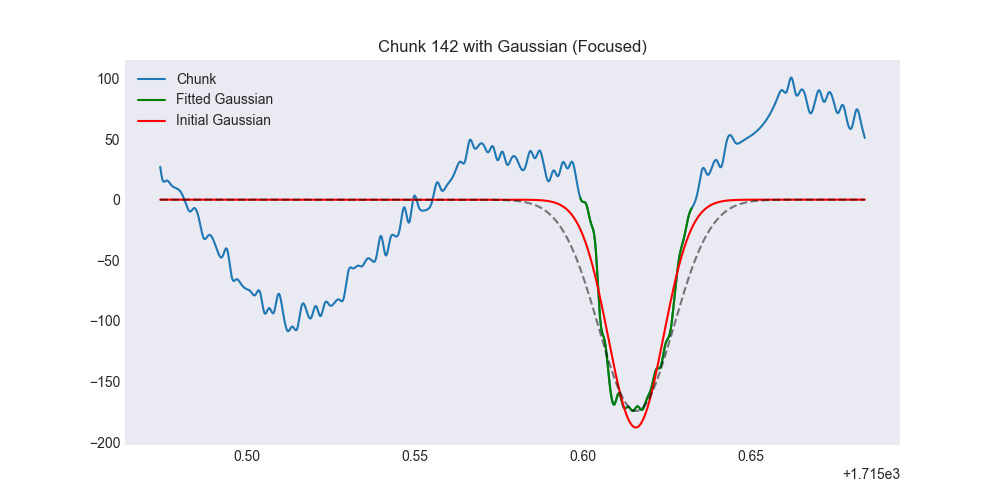 Chunk 142 with Gaussian (Focused)
Chunk
Fitted Gaussian
Initial Gaussian
100
50
0
−50
−100
−150
−200
0.50 0.55 0.60 0.65
+1.715e3